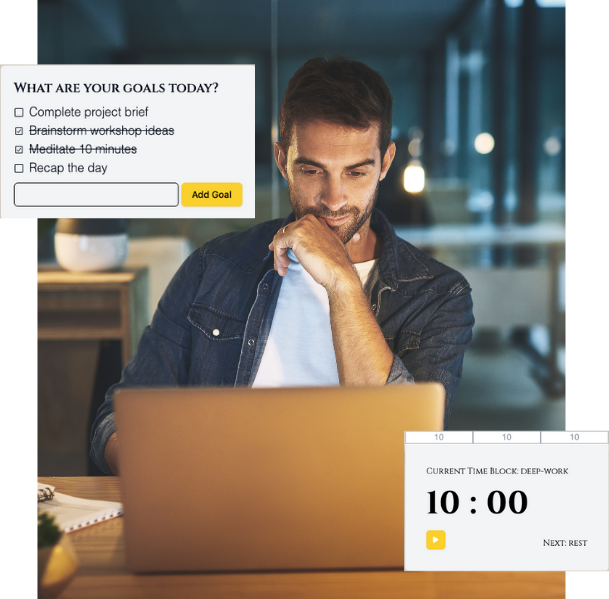 What are your goals today?
Complete project brief
Brainstorm workshop ideas
Meditate 10 minutes
Recap the day
Add Goal
10 10 10
Current Time Block: deep-work
10 : 00
Next: rest